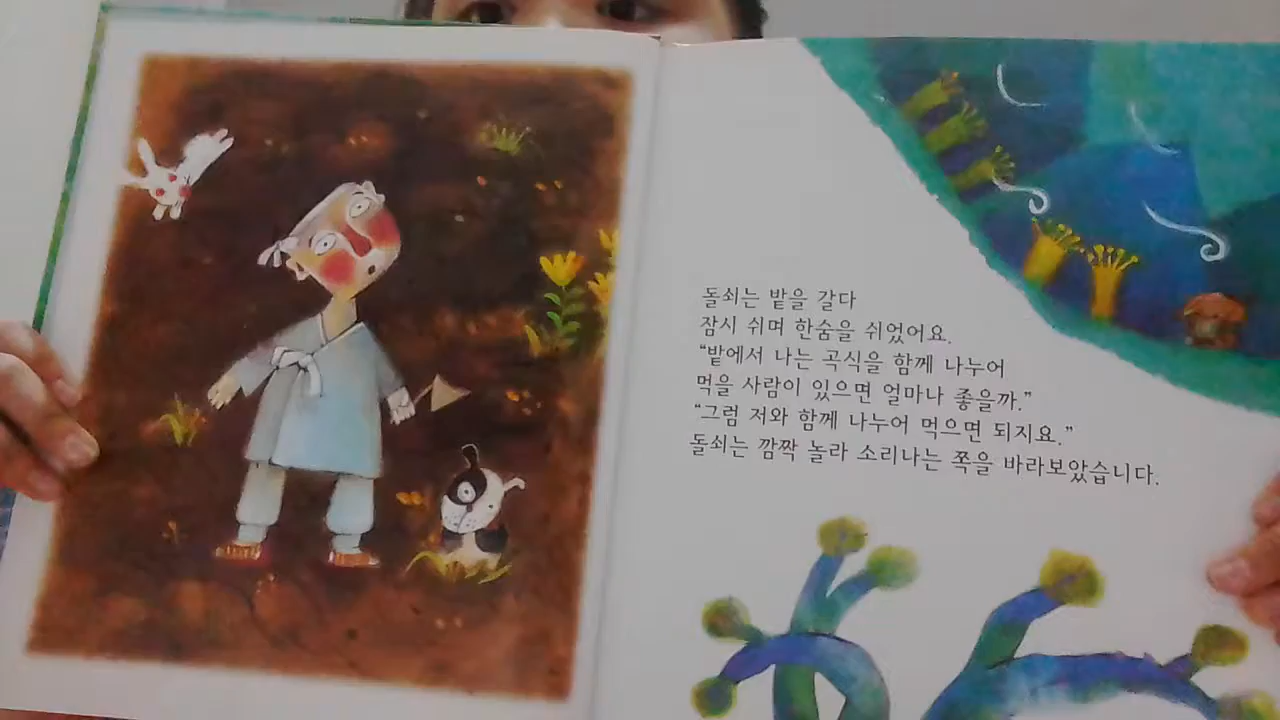 돌쇠는 밭을 갈다
잠시 쉬며 한숨을 쉬었어요.
“밭에서 나는 곡식을 함께 나누어
먹을 사람이 있으면 얼마나 좋을까.”
“그럼 저와 함께 나누어 먹으면 되지요.”
돌쇠는 깜짝 놀라 소리나는 쪽을 바라보았습니다.